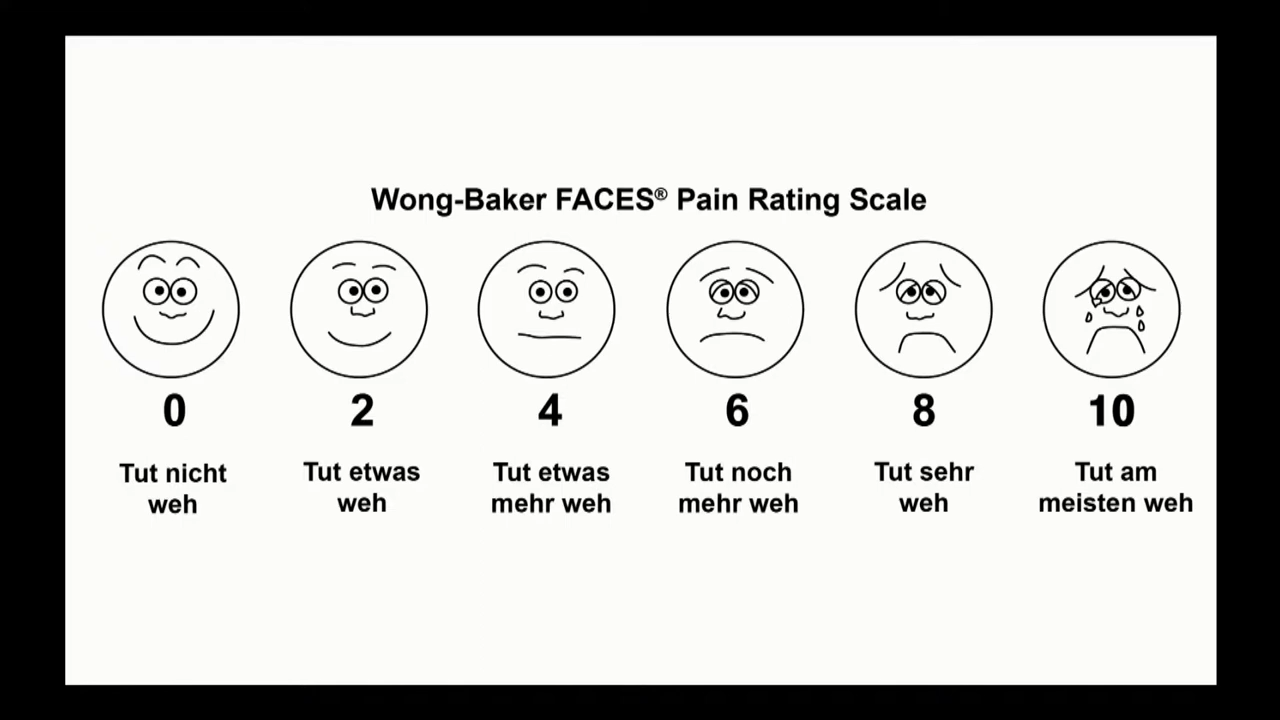 Wong-Baker FACES® Pain Rating Scale
0 2 4 6 8 10
Tut nicht weh
Tut etwas weh
Tut etwas mehr weh
Tut noch mehr weh
Tut sehr weh
Tut am meisten weh